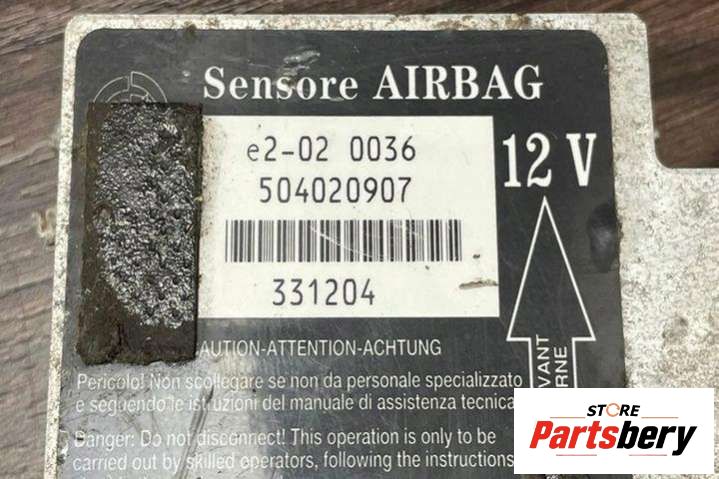 Sensore AIRBAG
e2-02 0036
504020907
12 V
331204
AUTION-ATTENTION-ACHTUNG
Pericolo! Non scollegare se non da personale specializzato
e seguendo le istruzioni del manuale di assistenza tecnica
Danger: Do not disconnect! This operation is only to be
carried out by skilled operators, following the instructions
VANT
RNE
STORE
Partsbery